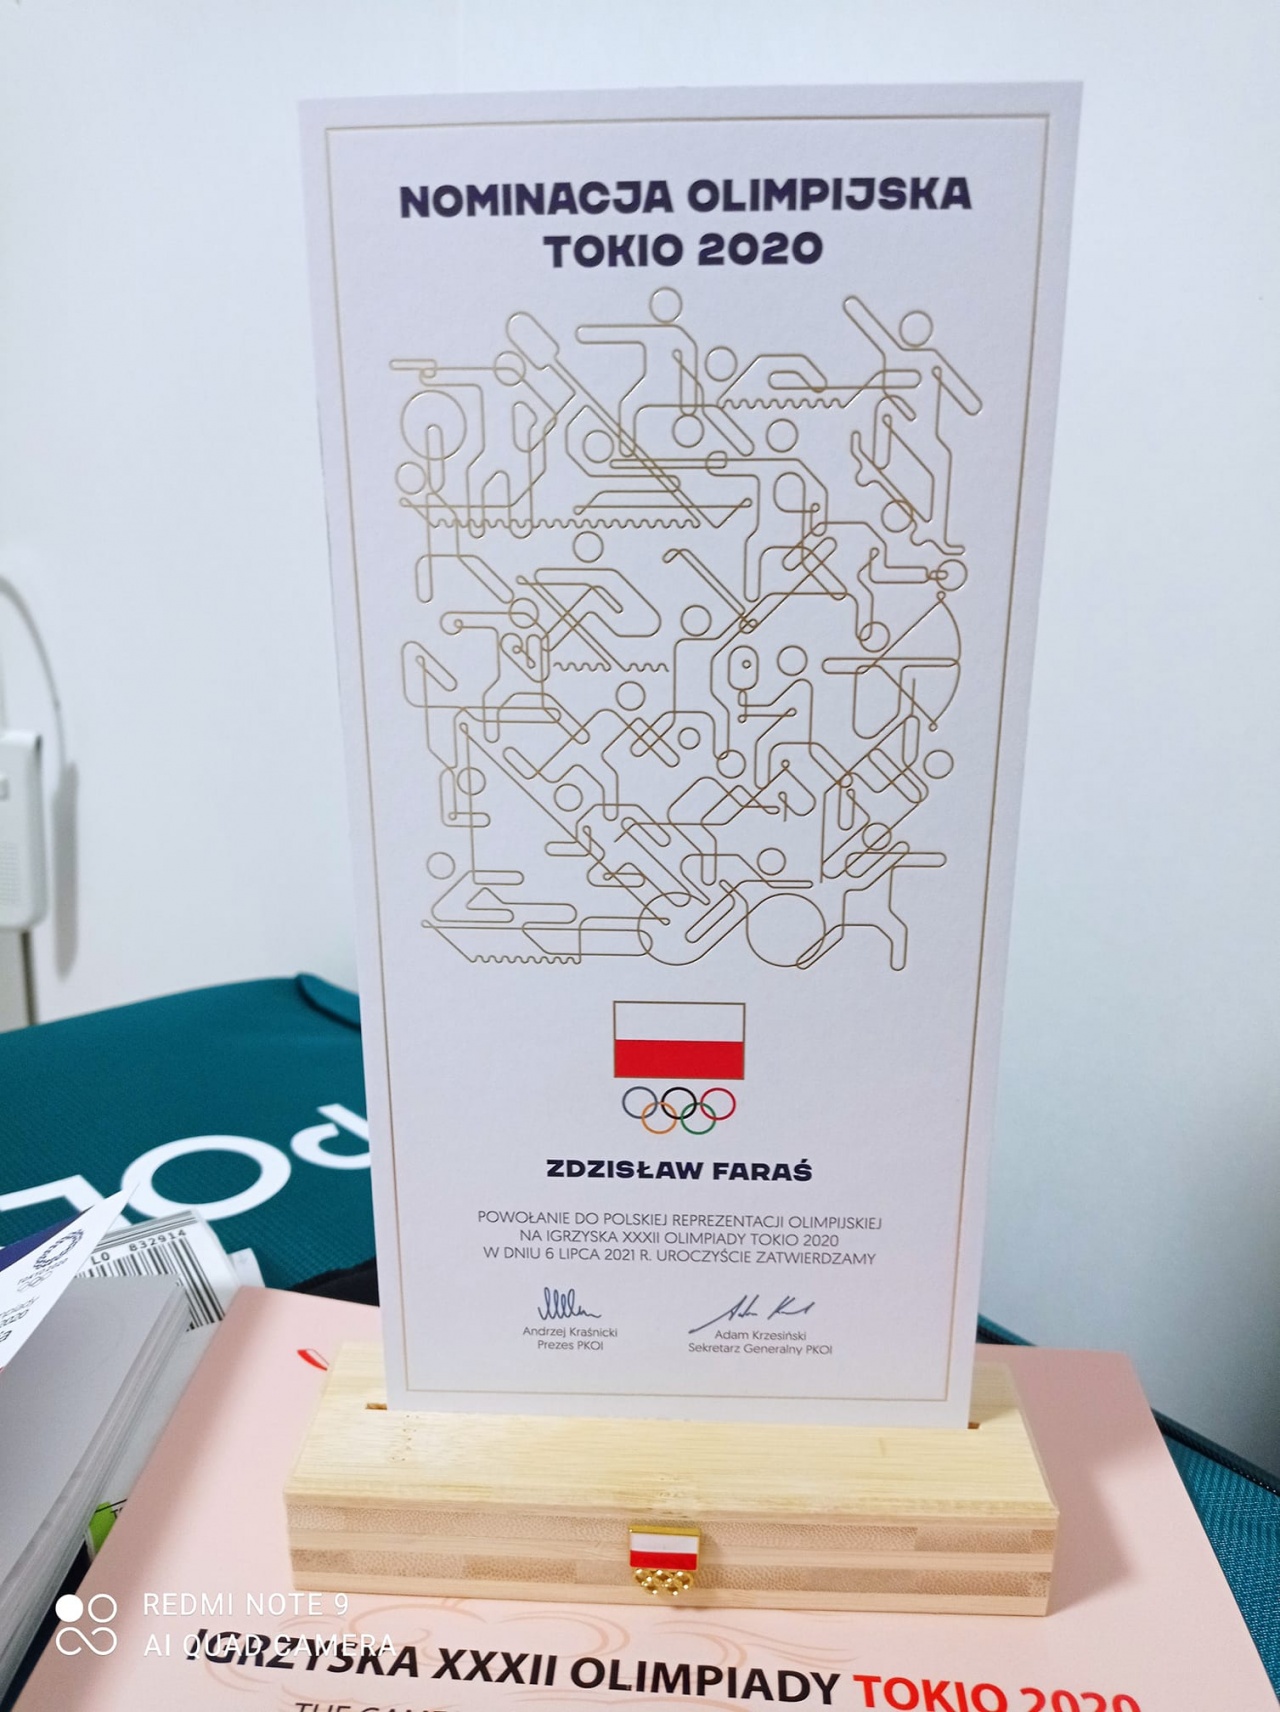 NOMINACJA OLIMPIJSKA
TOKIO 2020
ZDZISŁAW FARAŚ
POWOŁANIE DO POLSKIEJ REPREZENTACJI OLIMPIJSKIEJ
NA IGRZYSKA XXXII OLIMPIADY TOKIO 2020
W DNIU 6 LIPCA 2021 R. UROCZYŚCIE ZATWIERDZAMY
Andrzej Kraśnicki
Prezes PKOl
Adam Krzesiński
Sekretarz Generalny PKOl
LO 832914
REDMI NOTE 9
AI QUAD CAMERA
IGRZYSKA XXXII OLIMPIADY TOKIO 2020